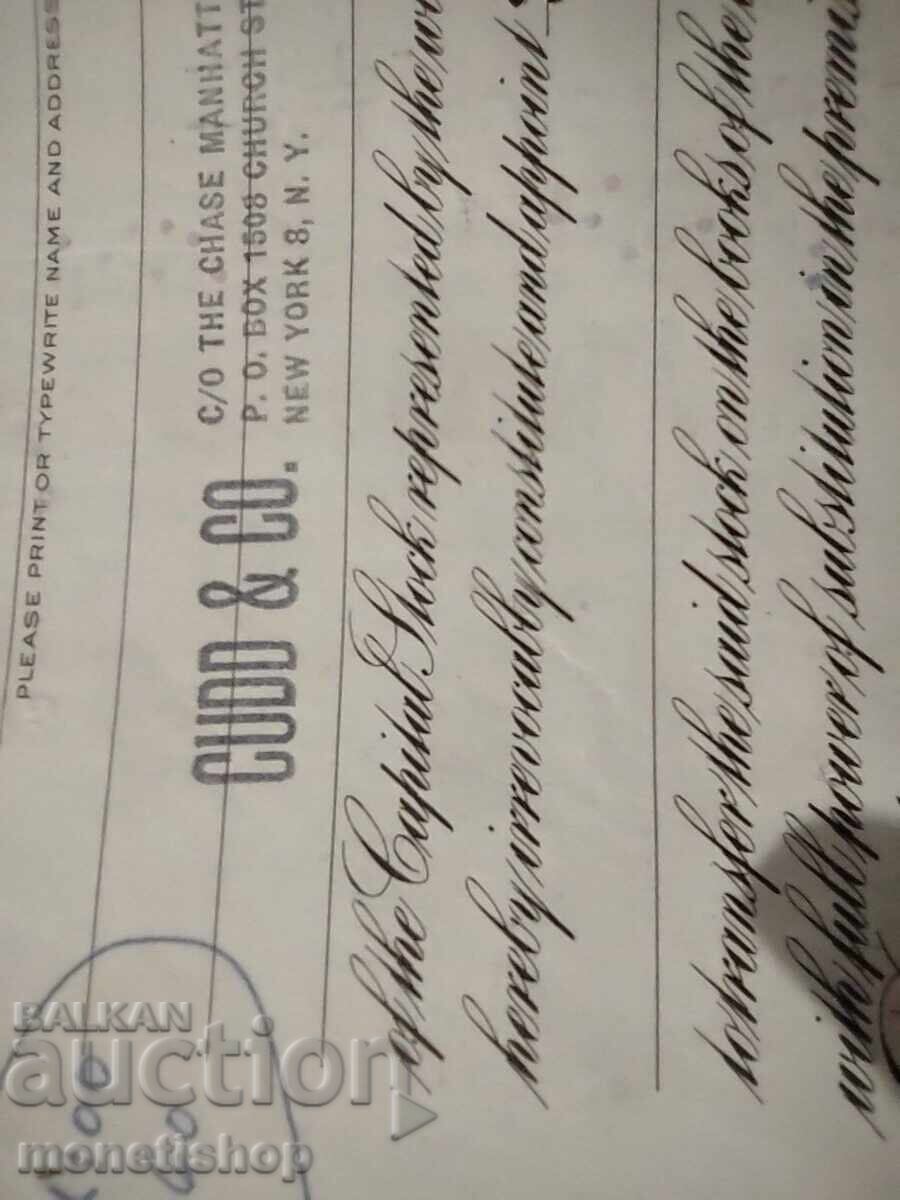 PLEASE PRINT OR TYPEWRITE NAME AND ADDRESS
CUDD & CO.
C/O THE CHASE MANHATT
P. O. BOX 1508 CHURCH ST
NEW YORK 8, N. Y.
of the Capital Stock represented by the wi
hereby irrevocably constitute and appoint
to transfer the said stock on the books of the
with full power of substitution in the premi
BALKAN
auction
monetishop